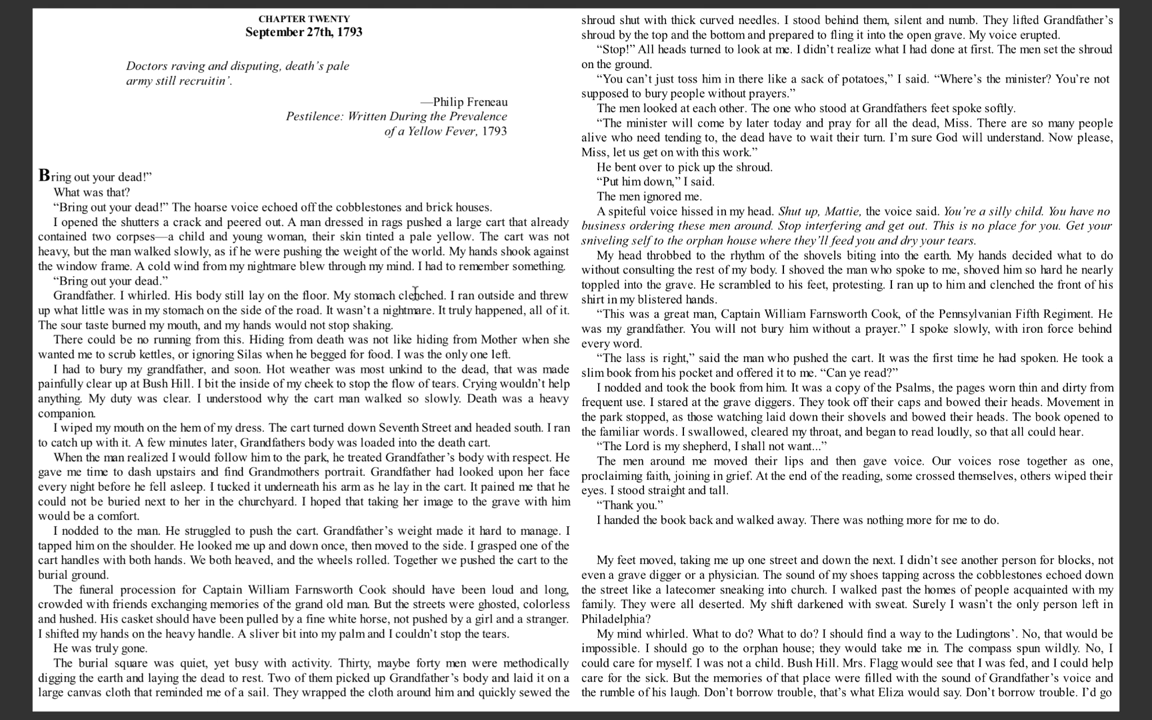 CHAPTER TWENTY
September 27th, 1793
Doctors raving and disputing, death’s pale
army still recruitin’.
—Philip Freneau
Pestilence: Written During the Prevalence
of a Yellow Fever, 1793
Bring out your dead!”
What was that?
“Bring out your dead!” The hoarse voice echoed off the cobblestones and brick houses.
I opened the shutters a crack and peered out. A man dressed in rags pushed a large cart that already
contained two corpses—a child and young woman, their skin tinted a pale yellow. The cart was not
heavy, but the man walked slowly, as if he were pushing the weight of the world. My hands shook against
the window frame. A cold wind from my nightmare blew through my mind. I had to remember something.
“Bring out your dead.”
Grandfather. I whirled. His body still lay on the floor. My stomach clenched. I ran outside and threw
up what little was in my stomach on the side of the road. It wasn’t a nightmare. It truly happened, all of it.
The sour taste burned my mouth, and my hands would not stop shaking.
There could be no running from this. Hiding from death was not like hiding from Mother when she
wanted me to scrub kettles, or ignoring Silas when he begged for food. I was the only one left.
I had to bury my grandfather, and soon. Hot weather was most unkind to the dead, that was made
painfully clear up at Bush Hill. I bit the inside of my cheek to stop the flow of tears. Crying wouldn’t help
anything. My duty was clear. I understood why the cart man walked so slowly. Death was a heavy
companion.
I wiped my mouth on the hem of my dress. The cart turned down Seventh Street and headed south. I ran
to catch up with it. A few minutes later, Grandfathers body was loaded into the death cart.
When the man realized I would follow him to the park, he treated Grandfather’s body with respect. He
gave me time to dash upstairs and find Grandmothers portrait. Grandfather had looked upon her face
every night before he fell asleep. I tucked it underneath his arm as he lay in the cart. It pained me that he
could not be buried next to her in the churchyard. I hoped that taking her image to the grave with him
would be a comfort.
I nodded to the man. He struggled to push the cart. Grandfather’s weight made it hard to manage. I
tapped him on the shoulder. He looked me up and down once, then moved to the side. I grasped one of the
cart handles with both hands. We both heaved, and the wheels rolled. Together we pushed the cart to the
burial ground.
The funeral procession for Captain William Farnsworth Cook should have been loud and long,
crowded with friends exchanging memories of the grand old man. But the streets were ghosted, colorless
and hushed. His casket should have been pulled by a fine white horse, not pushed by a girl and a stranger.
I shifted my hands on the heavy handle. A sliver bit into my palm and I couldn’t stop the tears.
He was truly gone.
The burial square was quiet, yet busy with activity. Thirty, maybe forty men were methodically
digging the earth and laying the dead to rest. Two of them picked up Grandfather’s body and laid it on a
large canvas cloth that reminded me of a sail. They wrapped the cloth around him and quickly sewed the
shroud shut with thick curved needles. I stood behind them, silent and numb. They lifted Grandfather’s
shroud by the top and the bottom and prepared to fling it into the open grave. My voice erupted.
“Stop!” All heads turned to look at me. I didn’t realize what I had done at first. The men set the shroud
on the ground.
“You can’t just toss him in there like a sack of potatoes,” I said. “Where’s the minister? You’re not
supposed to bury people without prayers.”
The men looked at each other. The one who stood at Grandfathers feet spoke softly.
“The minister will come by later today and pray for all the dead, Miss. There are so many people
alive who need tending to, the dead have to wait their turn. I’m sure God will understand. Now please,
Miss, let us get on with this work.”
He bent over to pick up the shroud.
“Put him down,” I said.
The men ignored me.
A spiteful voice hissed in my head. Shut up, Mattie, the voice said. You’re a silly child. You have no
business ordering these men around. Stop interfering and get out. This is no place for you. Get your
sniveling self to the orphan house where they’ll feed you and dry your tears.
My head throbbed to the rhythm of the shovels biting into the earth. My hands decided what to do
without consulting the rest of my body. I shoved the man who spoke to me, shoved him so hard he nearly
toppled into the grave. He scrambled to his feet, protesting. I ran up to him and clenched the front of his
shirt in my blistered hands.
“This was a great man, Captain William Farnsworth Cook, of the Pennsylvanian Fifth Regiment. He
was my grandfather. You will not bury him without a prayer.” I spoke slowly, with iron force behind
every word.
“The lass is right,” said the man who pushed the cart. It was the first time he had spoken. He took a
slim book from his pocket and offered it to me. “Can ye read?”
I nodded and took the book from him. It was a copy of the Psalms, the pages worn thin and dirty from
frequent use. I stared at the grave diggers. They took off their caps and bowed their heads. Movement in
the park stopped, as those watching laid down their shovels and bowed their heads. The book opened to
the familiar words. I swallowed, cleared my throat, and began to read loudly, so that all could hear.
“The Lord is my shepherd, I shall not want...”
The men around me moved their lips and then gave voice. Our voices rose together as one,
proclaiming faith, joining in grief. At the end of the reading, some crossed themselves, others wiped their
eyes. I stood straight and tall.
“Thank you.”
I handed the book back and walked away. There was nothing more for me to do.
My feet moved, taking me up one street and down the next. I didn’t see another person for blocks, not
even a grave digger or a physician. The sound of my shoes tapping across the cobblestones echoed down
the street like a latecomer sneaking into church. I walked past the homes of people acquainted with my
family. They were all deserted. My shift darkened with sweat. Surely I wasn’t the only person left in
Philadelphia?
My mind whirled. What to do? What to do? I should find a way to the Ludingtons’. No, that would be
impossible. I should go to the orphan house; they would take me in. The compass spun wildly. No, I
could care for myself. I was not a child. Bush Hill. Mrs. Flagg would see that I was fed, and I could help
care for the sick. But the memories of that place were filled with the sound of Grandfather’s voice and
the rumble of his laugh. Don’t borrow trouble, that’s what Eliza would say. Don’t borrow trouble. I’d go